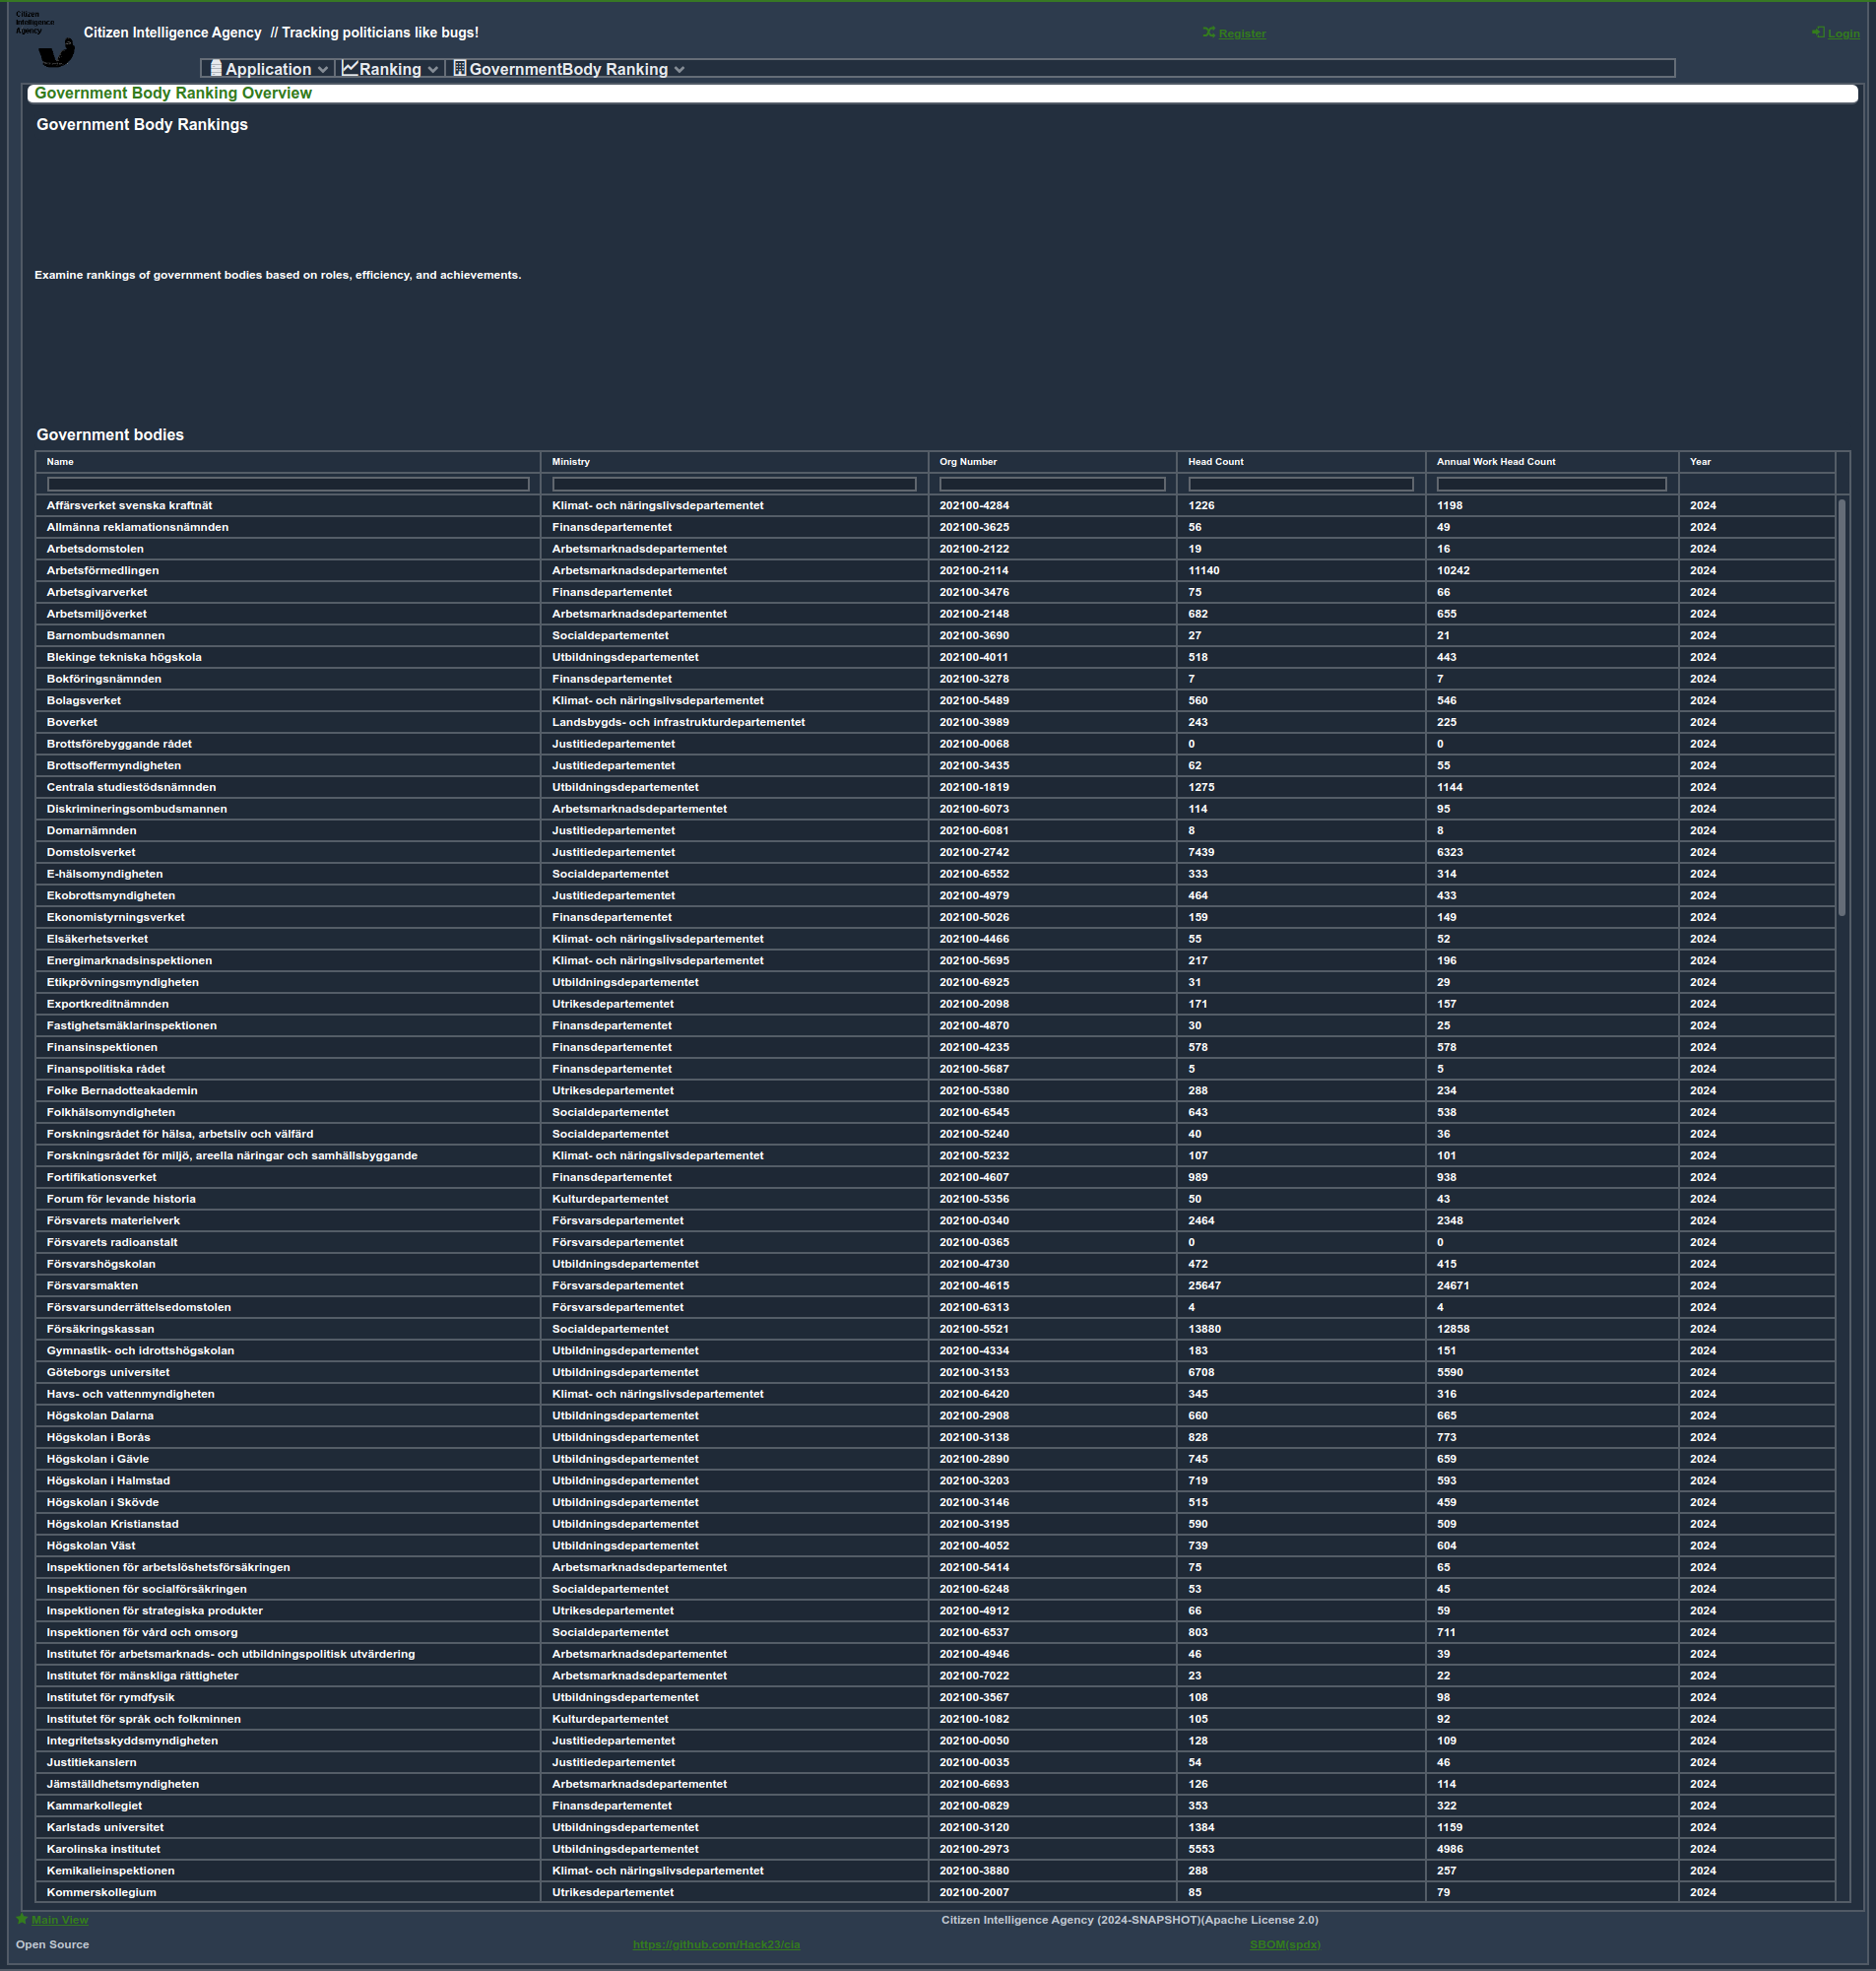 Citizen
Intelligence
Agency
Citizen Intelligence Agency // Tracking politicians like bugs!
Register
Login
Application
Ranking
GovernmentBody Ranking
Government Body Ranking Overview
Government Body Rankings
Examine rankings of government bodies based on roles, efficiency, and achievements.
Government bodies
Name Ministry Org Number Head Count Annual Work Head Count Year
Affärsverket svenska kraftnät Klimat- och näringslivsdepartementet 202100-4284 1226 1198 2024
Allmänna reklamationsnämnden Finansdepartementet 202100-3625 56 49 2024
Arbetsdomstolen Arbetsmarknadsdepartementet 202100-2122 19 16 2024
Arbetsförmedlingen Arbetsmarknadsdepartementet 202100-2114 11140 10242 2024
Arbetsgivarverket Finansdepartementet 202100-3476 75 66 2024
Arbetsmiljöverket Arbetsmarknadsdepartementet 202100-2148 682 655 2024
Barnombudsmannen Socialdepartementet 202100-3690 27 21 2024
Blekinge tekniska högskola Utbildningsdepartementet 202100-4011 518 443 2024
Bokföringsnämnden Finansdepartementet 202100-3278 7 7 2024
Bolagsverket Klimat- och näringslivsdepartementet 202100-5489 560 546 2024
Boverket Landsbygds- och infrastrukturdepartementet 202100-3989 243 225 2024
Brottsförebyggande rådet Justitiedepartementet 202100-0068 0 0 2024
Brottsoffermyndigheten Justitiedepartementet 202100-3435 62 55 2024
Centrala studiestödsnämnden Utbildningsdepartementet 202100-1819 1275 1144 2024
Diskrimineringsombudsmannen Arbetsmarknadsdepartementet 202100-6073 114 95 2024
Domarnämnden Justitiedepartementet 202100-6081 8 8 2024
Domstolsverket Justitiedepartementet 202100-2742 7439 6323 2024
E-hälsomyndigheten Socialdepartementet 202100-6552 333 314 2024
Ekobrottsmyndigheten Justitiedepartementet 202100-4979 464 433 2024
Ekonomistyrningsverket Finansdepartementet 202100-5026 159 149 2024
Elsäkerhetsverket Klimat- och näringslivsdepartementet 202100-4466 55 52 2024
Energimarknadsinspektionen Klimat- och näringslivsdepartementet 202100-5695 217 196 2024
Etikprövningsmyndigheten Utbildningsdepartementet 202100-6925 31 29 2024
Exportkreditnämnden Utrikesdepartementet 202100-2098 171 157 2024
Fastighetsmäklarinspektionen Finansdepartementet 202100-4870 30 25 2024
Finansinspektionen Finansdepartementet 202100-4235 578 578 2024
Finanspolitiska rådet Finansdepartementet 202100-5687 5 5 2024
Folke Bernadotteakademin Utrikesdepartementet 202100-5380 288 234 2024
Folkhälsomyndigheten Socialdepartementet 202100-6545 643 538 2024
Forskningsrådet för hälsa, arbetsliv och välfärd Socialdepartementet 202100-5240 40 36 2024
Forskningsrådet för miljö, areella näringar och samhällsbyggande Klimat- och näringslivsdepartementet 202100-5232 107 101 2024
Fortifikationsverket Finansdepartementet 202100-4607 989 938 2024
Forum för levande historia Kulturdepartementet 202100-5356 50 43 2024
Försvarets materielverk Försvarsdepartementet 202100-0340 2464 2348 2024
Försvarets radioanstalt Försvarsdepartementet 202100-0365 0 0 2024
Försvarshögskolan Utbildningsdepartementet 202100-4730 472 415 2024
Försvarsmakten Försvarsdepartementet 202100-4615 25647 24671 2024
Försvarsunderrättelsedomstolen Försvarsdepartementet 202100-6313 4 4 2024
Försäkringskassan Socialdepartementet 202100-5521 13880 12858 2024
Gymnastik- och idrottshögskolan Utbildningsdepartementet 202100-4334 183 151 2024
Göteborgs universitet Utbildningsdepartementet 202100-3153 6708 5590 2024
Havs- och vattenmyndigheten Klimat- och näringslivsdepartementet 202100-6420 345 316 2024
Högskolan Dalarna Utbildningsdepartementet 202100-2908 660 665 2024
Högskolan i Borås Utbildningsdepartementet 202100-3138 828 773 2024
Högskolan i Gävle Utbildningsdepartementet 202100-2890 745 659 2024
Högskolan i Halmstad Utbildningsdepartementet 202100-3203 719 593 2024
Högskolan i Skövde Utbildningsdepartementet 202100-3146 515 459 2024
Högskolan Kristianstad Utbildningsdepartementet 202100-3195 590 509 2024
Högskolan Väst Utbildningsdepartementet 202100-4052 739 604 2024
Inspektionen för arbetslöshetsförsäkringen Arbetsmarknadsdepartementet 202100-5414 75 65 2024
Inspektionen för socialförsäkringen Socialdepartementet 202100-6248 53 45 2024
Inspektionen för strategiska produkter Utrikesdepartementet 202100-4912 66 59 2024
Inspektionen för vård och omsorg Socialdepartementet 202100-6537 803 711 2024
Institutet för arbetsmarknads- och utbildningspolitisk utvärdering Arbetsmarknadsdepartementet 202100-4946 46 39 2024
Institutet för mänskliga rättigheter Arbetsmarknadsdepartementet 202100-7022 23 22 2024
Institutet för rymdfysik Utbildningsdepartementet 202100-3567 108 98 2024
Institutet för språk och folkminnen Kulturdepartementet 202100-1082 105 92 2024
Integritetsskyddsmyndigheten Justitiedepartementet 202100-0050 128 109 2024
Justitiekanslern Justitiedepartementet 202100-0035 54 46 2024
Jämställdhetsmyndigheten Arbetsmarknadsdepartementet 202100-6693 126 114 2024
Kammarkollegiet Finansdepartementet 202100-0829 353 322 2024
Karlstads universitet Utbildningsdepartementet 202100-3120 1384 1159 2024
Karolinska institutet Utbildningsdepartementet 202100-2973 5553 4986 2024
Kemikalieinspektionen Klimat- och näringslivsdepartementet 202100-3880 288 257 2024
Kommerskollegium Utrikesdepartementet 202100-2007 85 79 2024
Main View
Citizen Intelligence Agency (2024-SNAPSHOT)(Apache License 2.0)
Open Source
https://github.com/Hack23/cia
SBOM(spdx)